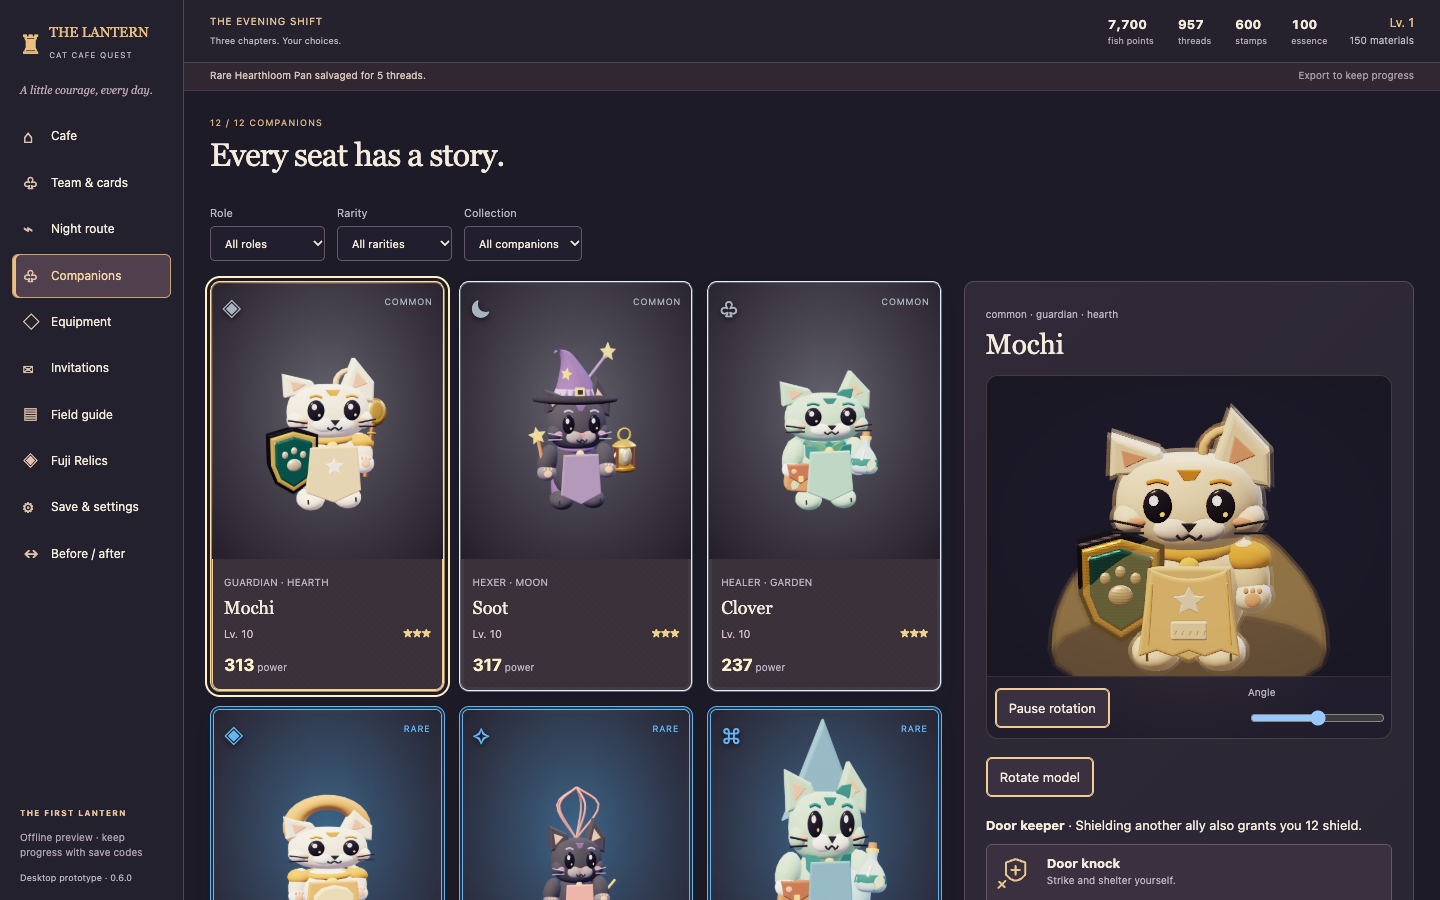 THE LANTERN
CAT CAFE QUEST
A little courage, every day.
Cafe
Team & cards
Night route
Companions
Equipment
Invitations
Field guide
Fuji Relics
Save & settings
Before / after
THE FIRST LANTERN
Offline preview · keep
progress with save codes
Desktop prototype · 0.6.0
THE EVENING SHIFT
Three chapters. Your choices.
7,700
fish points
957
threads
600
stamps
100
essence
Lv. 1
150 materials
Rare Hearthloom Pan salvaged for 5 threads.
Export to keep progress
12 / 12 COMPANIONS
Every seat has a story.
Role
All roles
Rarity
All rarities
Collection
All companions
COMMON
GUARDIAN · HEARTH
Mochi
Lv. 10
313 power
COMMON
HEXER · MOON
Soot
Lv. 10
317 power
COMMON
HEALER · GARDEN
Clover
Lv. 10
237 power
RARE
RARE
RARE
common · guardian · hearth
Mochi
Pause rotation
Angle
Rotate model
Door keeper · Shielding another ally also grants you 12 shield.
Door knock
Strike and shelter yourself.